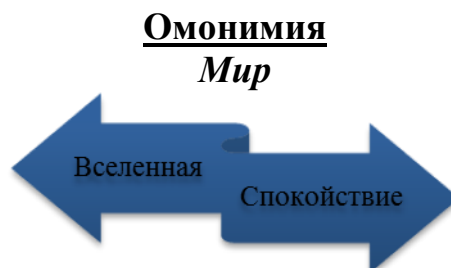 Омонимия
Мир
Вселенная
Спокойствие